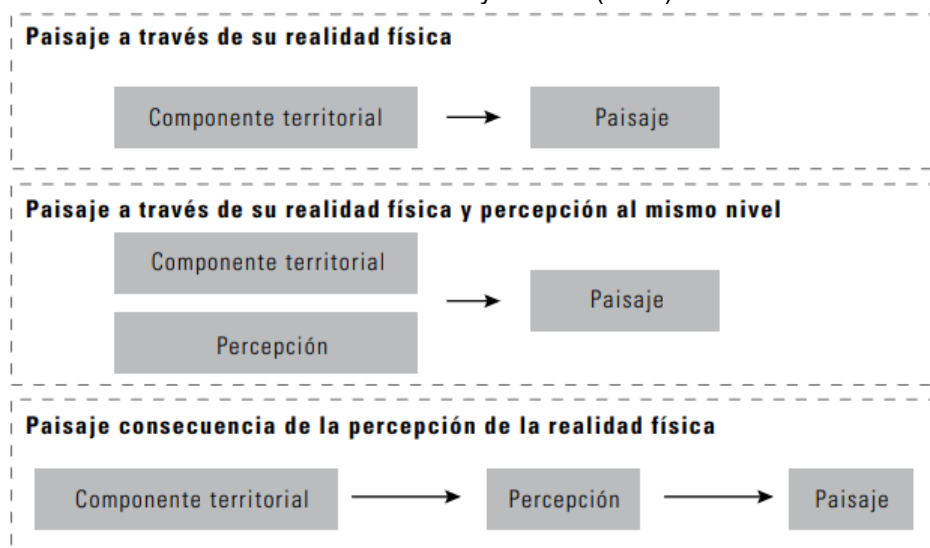 Paisaje a través de su realidad física
Componente territorial
Paisaje
Paisaje a través de su realidad física y percepción al mismo nivel
Componente territorial
Percepción
Paisaje
Paisaje consecuencia de la percepción de la realidad física
Componente territorial
Percepción
Paisaje